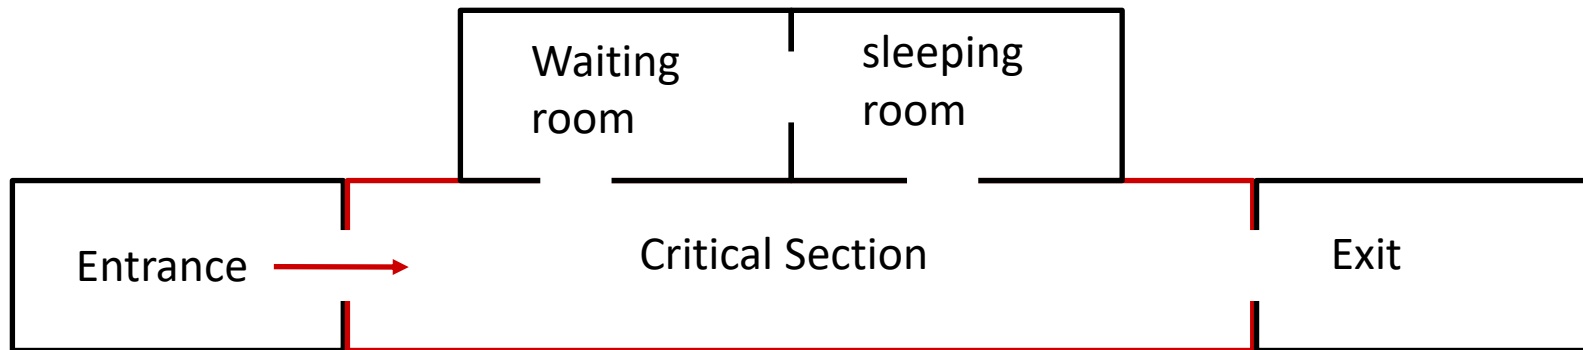 Waiting
room
sleeping
room
Entrance
Critical Section
Exit